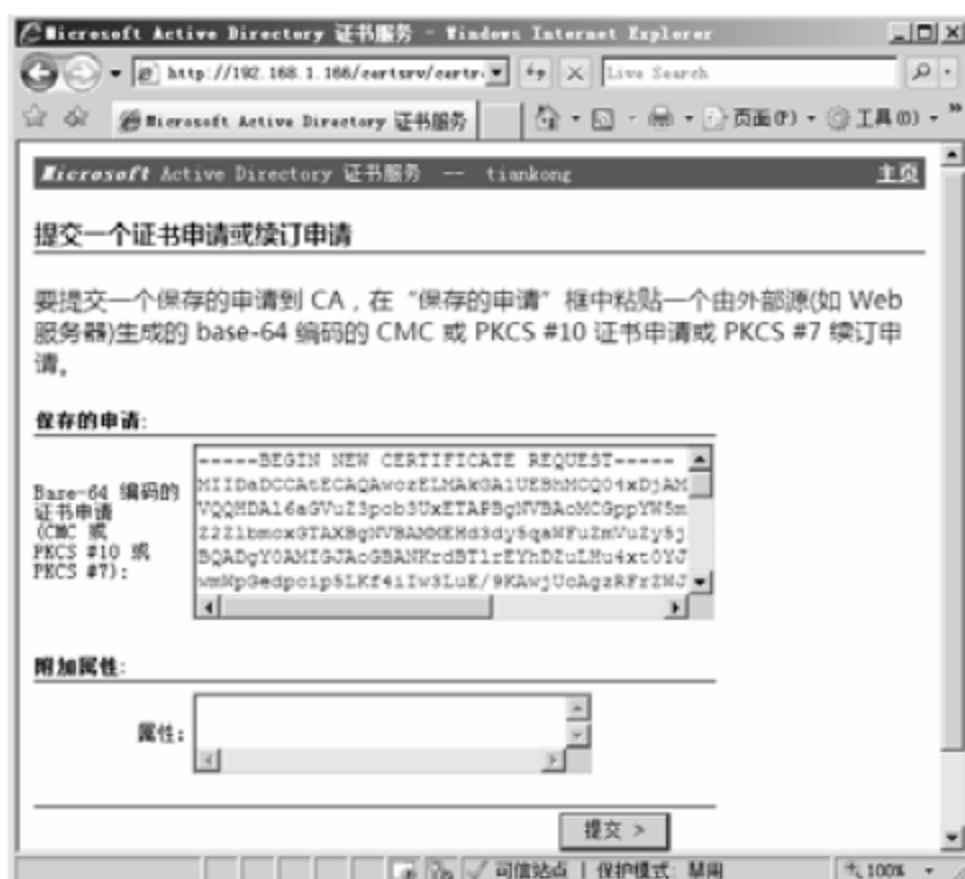 Microsoft Active Directory 证书服务 - Windows Internet Explorer
http://192.168.1.166/certsrv/certr
Live Search
Microsoft Active Directory 证书服务
页面(P)
工具(O)
Microsoft Active Directory 证书服务 -- tiankong
主页
提交一个证书申请或续订申请
要提交一个保存的申请到 CA，在“保存的申请”框中粘贴一个由外部源(如 Web
服务器)生成的 base-64 编码的 CMC 或 PKCS #10 证书申请或 PKCS #7 续订申
请。
保存的申请:
Base-64 编码的
证书申请
(CMC 或
PKCS #10 或
PKCS #7):
-----BEGIN NEW CERTIFICATE REQUEST-----
附加属性:
属性:
提交 >
可信站点 | 保护模式: 禁用
100%